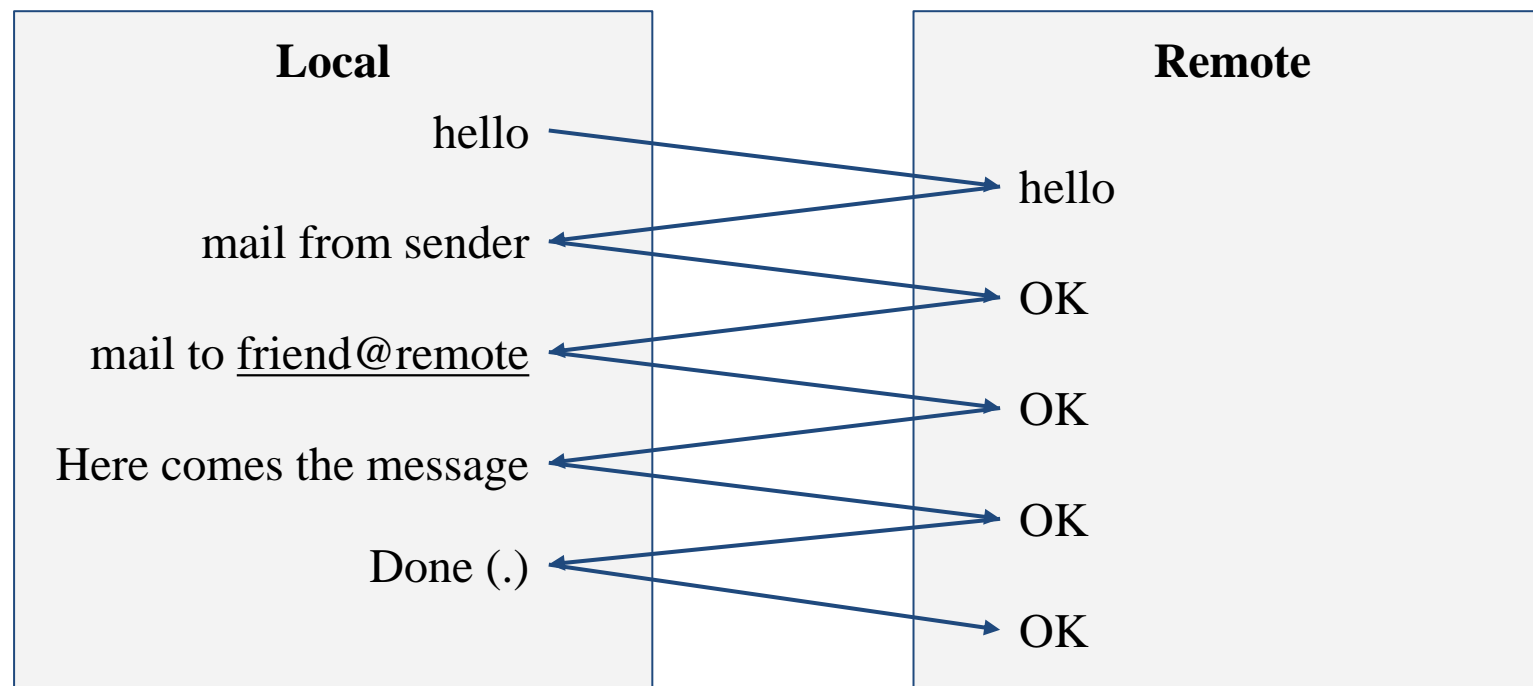 Local
Remote
hello
hello
mail from sender
OK
mail to friend@remote
OK
Here comes the message
OK
Done (.)
OK